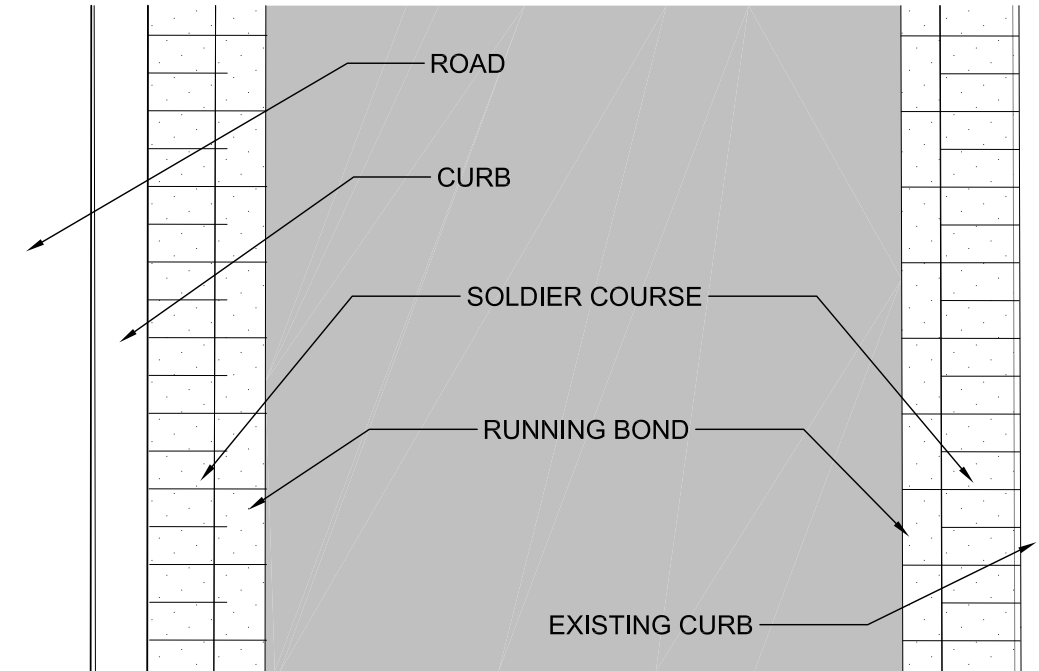 ROAD
CURB
SOLDIER COURSE
RUNNING BOND
EXISTING CURB